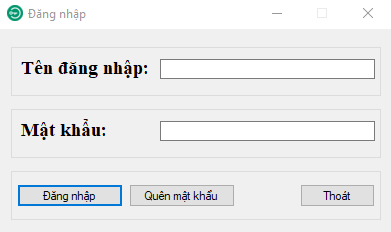 Đăng nhập
Tên đăng nhập:
Mật khẩu:
Đăng nhập
Quên mật khẩu
Thoát